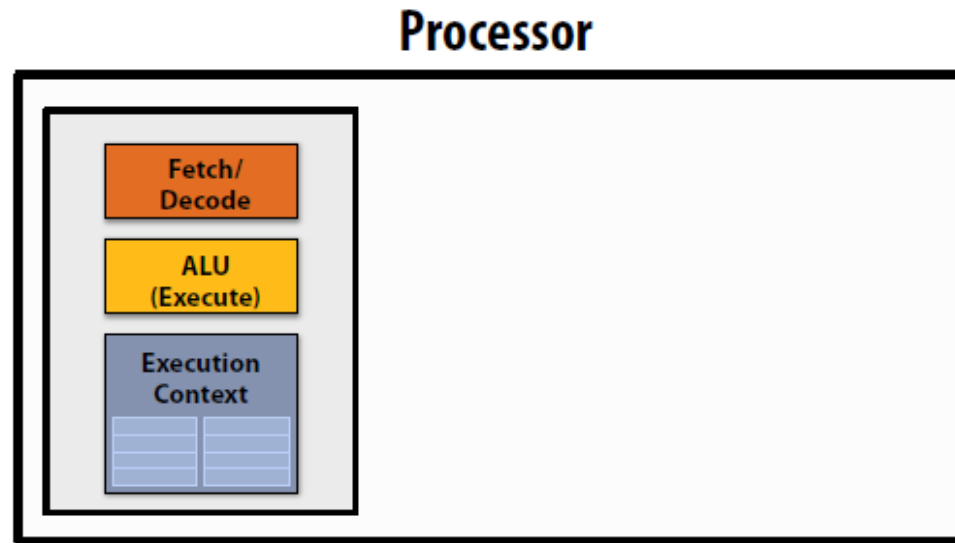 Processor
Fetch/
Decode
ALU
(Execute)
Execution
Context